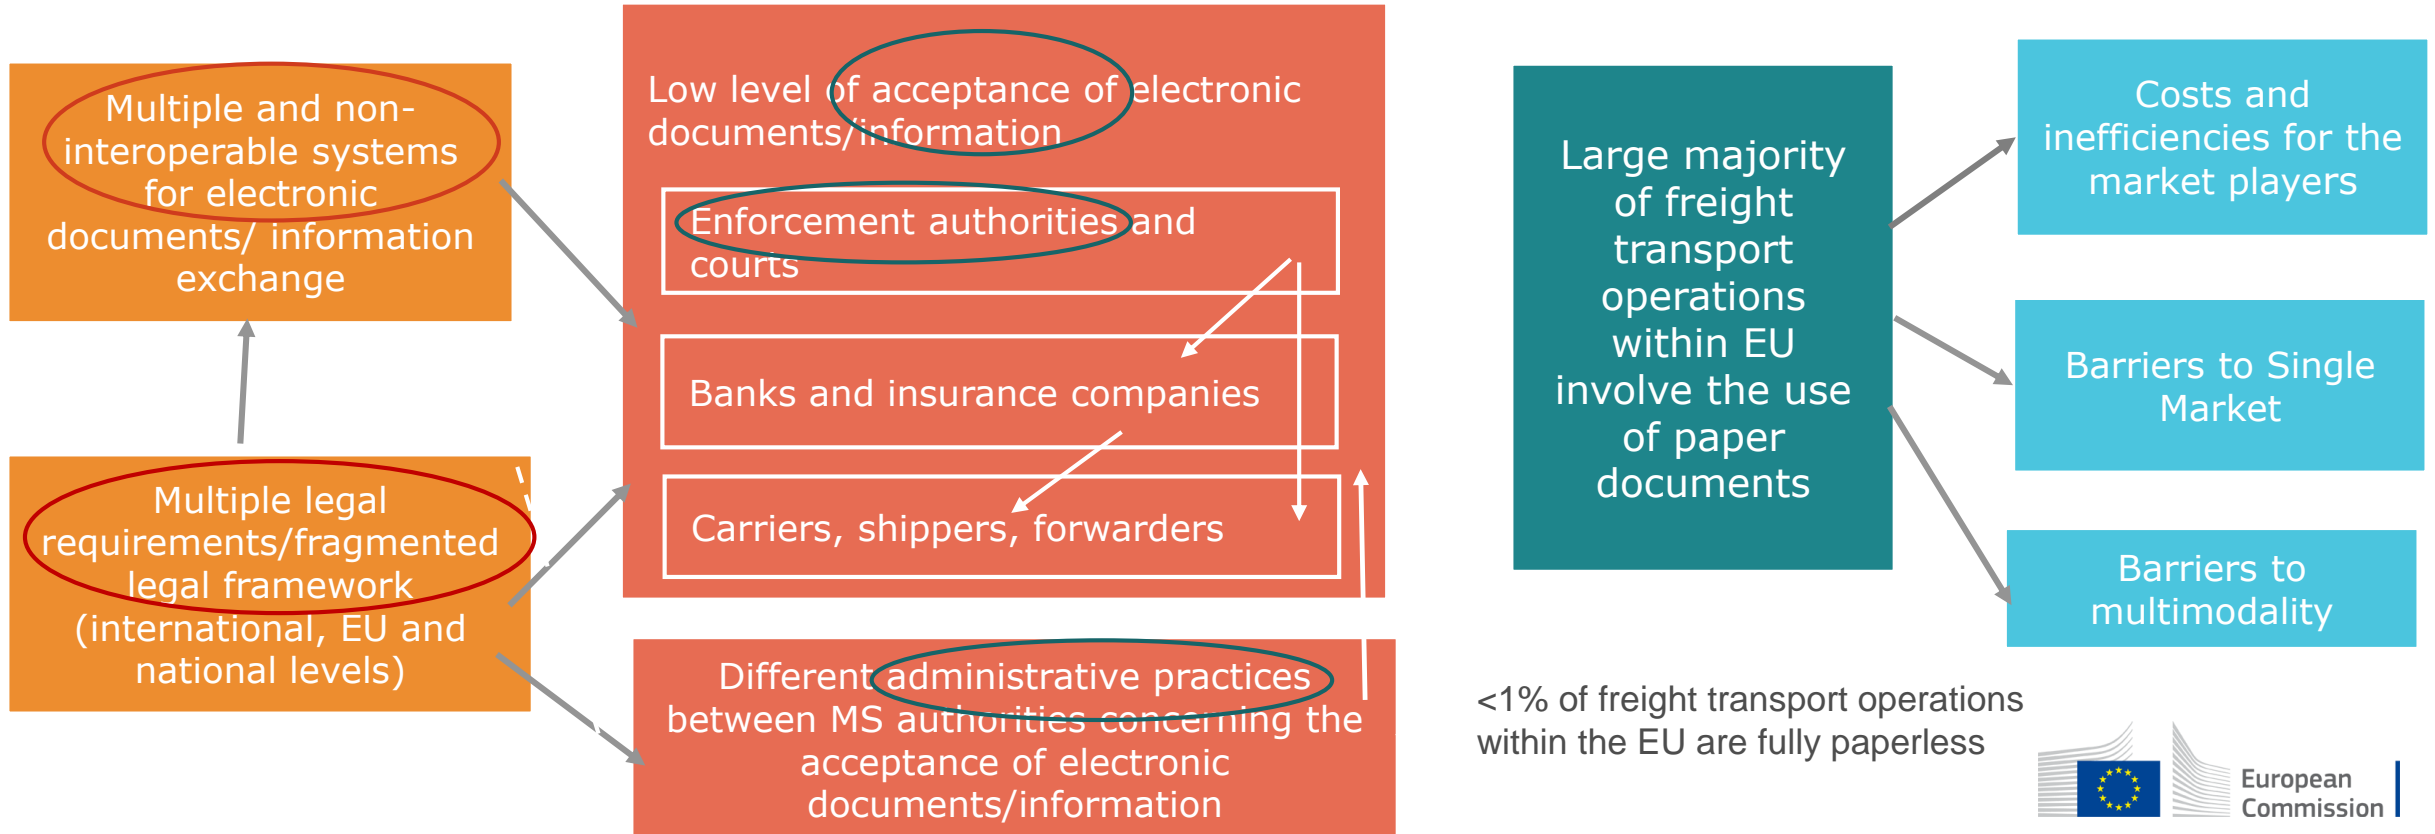 Multiple and non-
interoperable systems
for electronic
documents/ information
exchange
Multiple legal
requirements/fragmented
legal framework
(international, EU and
national levels)
Low level of acceptance of electronic
documents/information
Enforcement authorities and
courts
Banks and insurance companies
Carriers, shippers, forwarders
Different administrative practices
between MS authorities concerning the
acceptance of electronic
documents/information
Large majority
of freight
transport
operations
within EU
involve the use
of paper
documents
Costs and
inefficiencies for the
market players
Barriers to Single
Market
Barriers to
multimodality
<1% of freight transport operations
within the EU are fully paperless
European
Commission